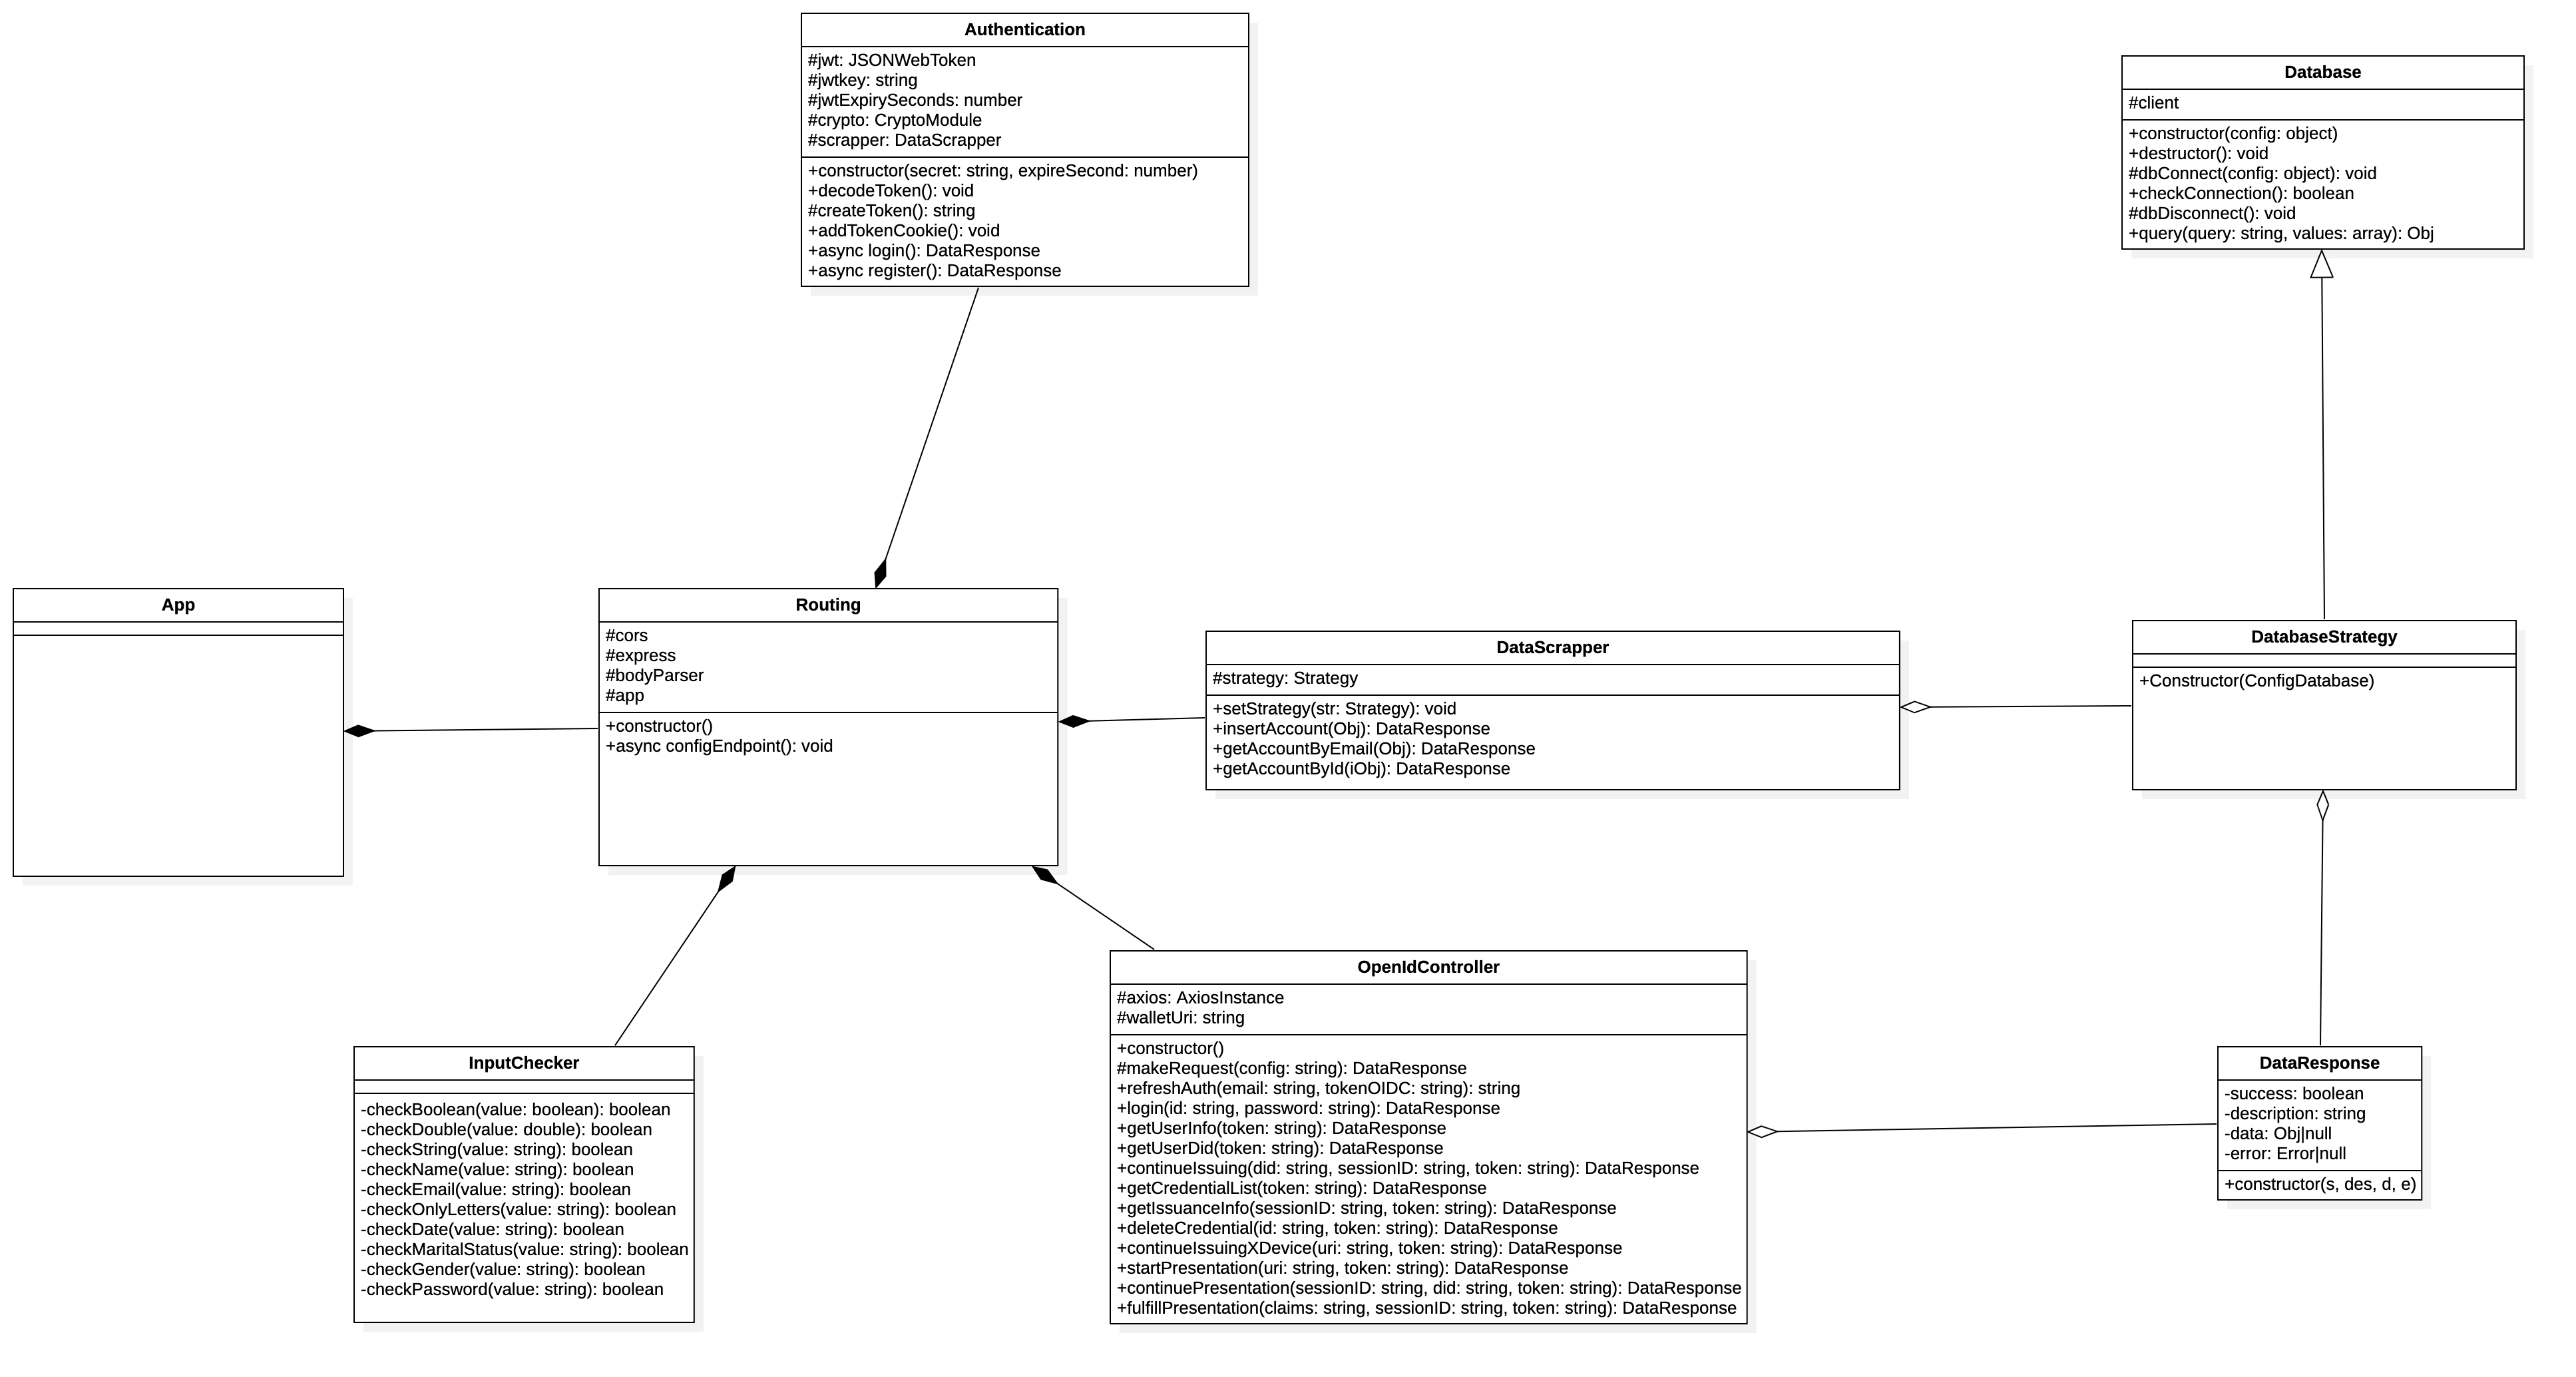 Authentication
#jwt: JSONWebToken
#jwtkey: string
#jwtExpirySeconds: number
#crypto: CryptoModule
#scrapper: DataScrapper
+constructor(secret: string, expireSecond: number)
+decodeToken(): void
#createToken(): string
+addTokenCookie(): void
+async login(): DataResponse
+async register(): DataResponse
Database
#client
+constructor(config: object)
+destructor(): void
#dbConnect(config: object): void
+checkConnection(): boolean
#dbDisconnect(): void
+query(query: string, values: array): Obj
App
Routing
#cors
#express
#bodyParser
#app
+constructor()
+async configEndpoint(): void
DataScrapper
#strategy: Strategy
+setStrategy(str: Strategy): void
+insertAccount(Obj): DataResponse
+getAccountByEmail(Obj): DataResponse
+getAccountById(iObj): DataResponse
DatabaseStrategy
+Constructor(ConfigDatabase)
InputChecker
-checkBoolean(value: boolean): boolean
-checkDouble(value: double): boolean
-checkString(value: string): boolean
-checkName(value: string): boolean
-checkEmail(value: string): boolean
-checkOnlyLetters(value: string): boolean
-checkDate(value: string): boolean
-checkMaritalStatus(value: string): boolean
-checkGender(value: string): boolean
-checkPassword(value: string): boolean
OpenIdController
#axios: AxiosInstance
#walletUri: string
+constructor()
#makeRequest(config: string): DataResponse
+refreshAuth(email: string, tokenOIDC: string): string
+login(id: string, password: string): DataResponse
+getUserInfo(token: string): DataResponse
+getUserDid(token: string): DataResponse
+continueIssuing(did: string, sessionID: string, token: string): DataResponse
+getCredentialList(token: string): DataResponse
+getIssuanceInfo(sessionID: string, token: string): DataResponse
+deleteCredential(id: string, token: string): DataResponse
+continueIssuingXDevice(uri: string, token: string): DataResponse
+startPresentation(uri: string, token: string): DataResponse
+continuePresentation(sessionID: string, did: string, token: string): DataResponse
+fulfillPresentation(claims: string, sessionID: string, token: string): DataResponse
DataResponse
-success: boolean
-description: string
-data: Obj|null
-error: Error|null
+constructor(s, des, d, e)